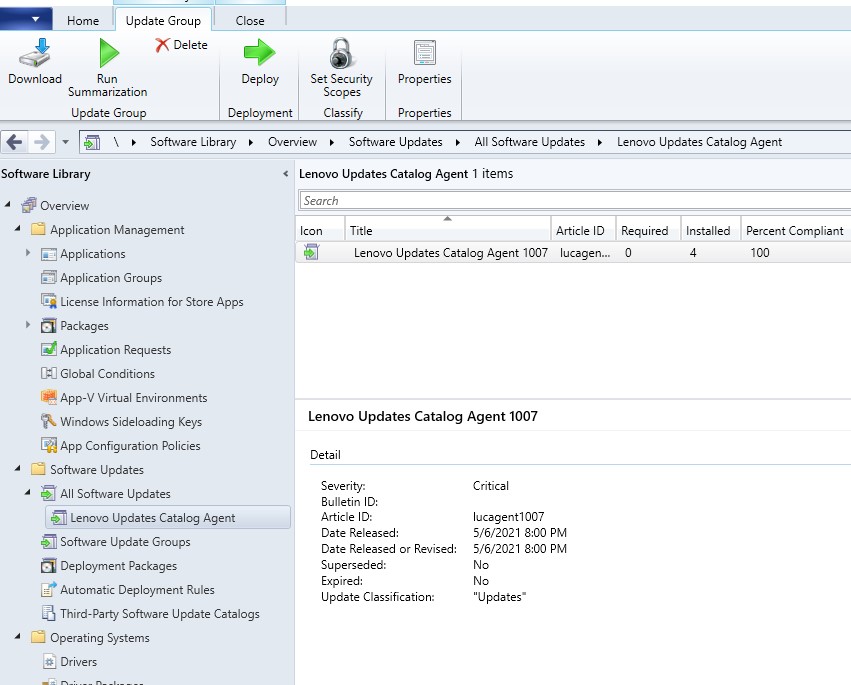 Home
Update Group
Close
Download
Run
Summarization
Delete
Update Group
Deploy
Deployment
Set Security
Scopes
Classify
Properties
Properties
\ Software Library Overview Software Updates All Software Updates Lenovo Updates Catalog Agent
Software Library
Overview
Application Management
Applications
Application Groups
License Information for Store Apps
Packages
Application Requests
Global Conditions
App-V Virtual Environments
Windows Sideloading Keys
App Configuration Policies
Software Updates
All Software Updates
Lenovo Updates Catalog Agent
Software Update Groups
Deployment Packages
Automatic Deployment Rules
Third-Party Software Update Catalogs
Operating Systems
Drivers
Driver Packages
Lenovo Updates Catalog Agent 1 items
Search
Icon Title Article ID Required Installed Percent Compliant
Lenovo Updates Catalog Agent 1007 lucagen... 0 4 100
Lenovo Updates Catalog Agent 1007
Detail
Severity: Critical
Bulletin ID:
Article ID: lucagent1007
Date Released: 5/6/2021 8:00 PM
Date Released or Revised: 5/6/2021 8:00 PM
Superseded: No
Expired: No
Update Classification: "Updates"